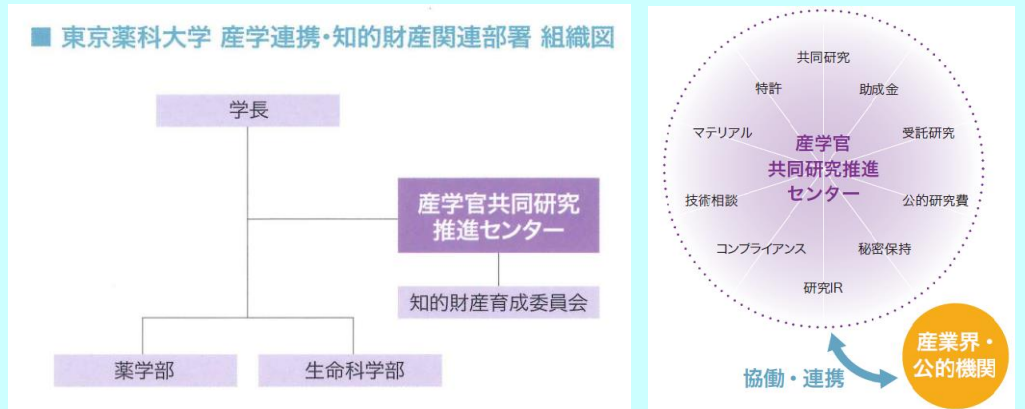 ■ 東京薬科大学 産学連携・知的財産関連部署 組織図
学長
産学官共同研究
推進センター
知的財産育成委員会
薬学部
生命科学部
共同研究
特許
助成金
マテリアル
受託研究
産学官
共同研究推進
センター
技術相談
公的研究費
コンプライアンス
秘密保持
研究IR
産業界・
公的機関
協働・連携